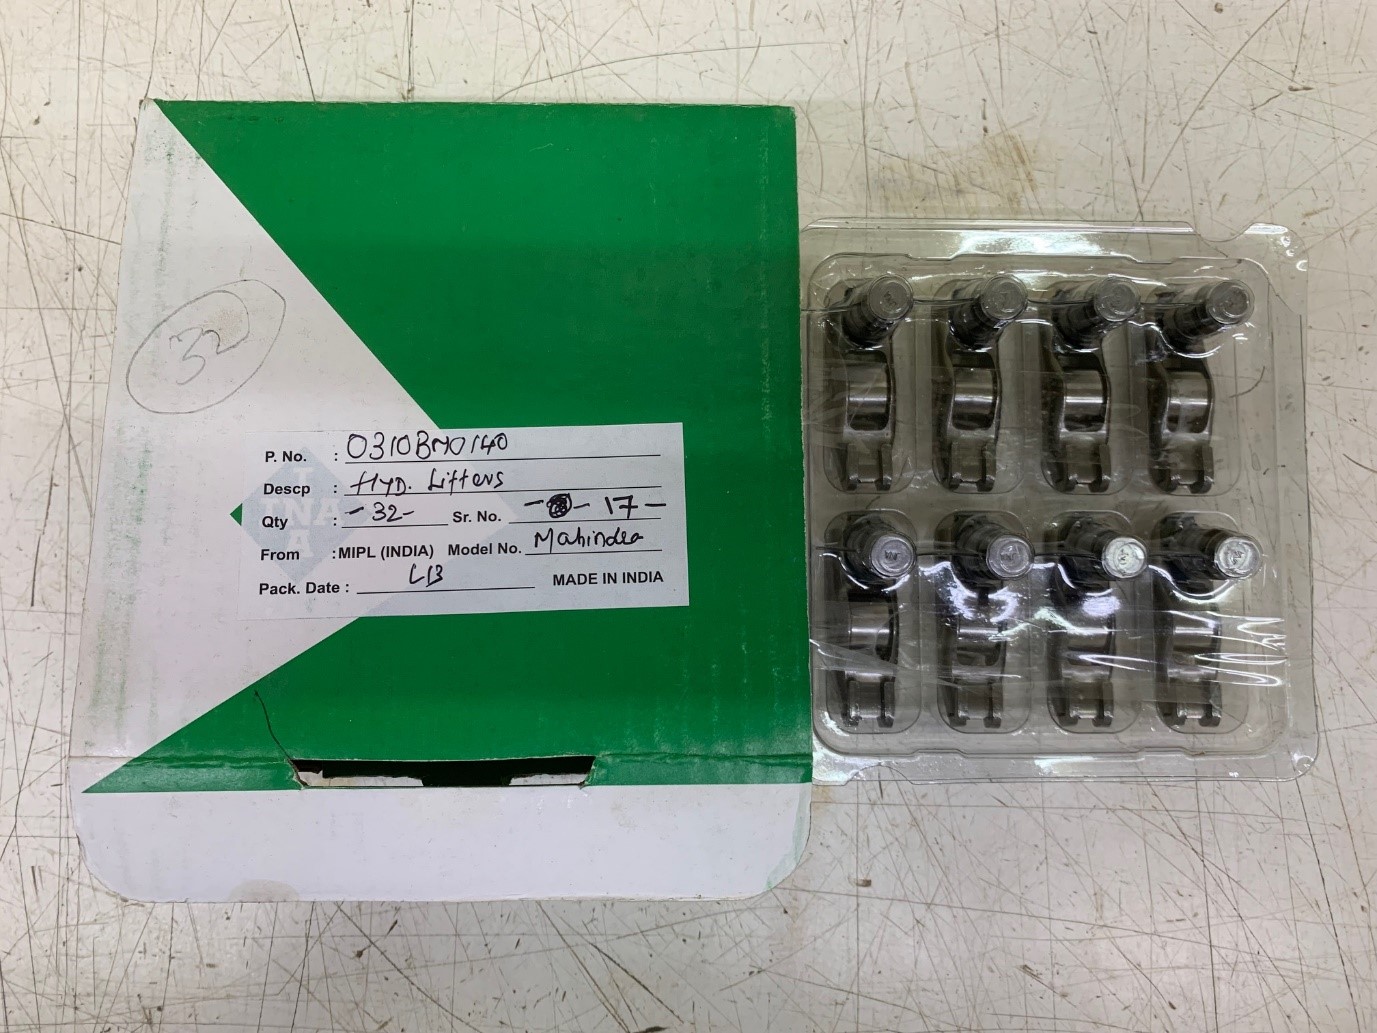 32
P. No. : 0310BM0140
Descp : HYD. Lifters
Qty : -32- Sr. No. - - 17 -
From : MIPL (INDIA) Model No. Mahindra
Pack. Date : LB
MADE IN INDIA
INA